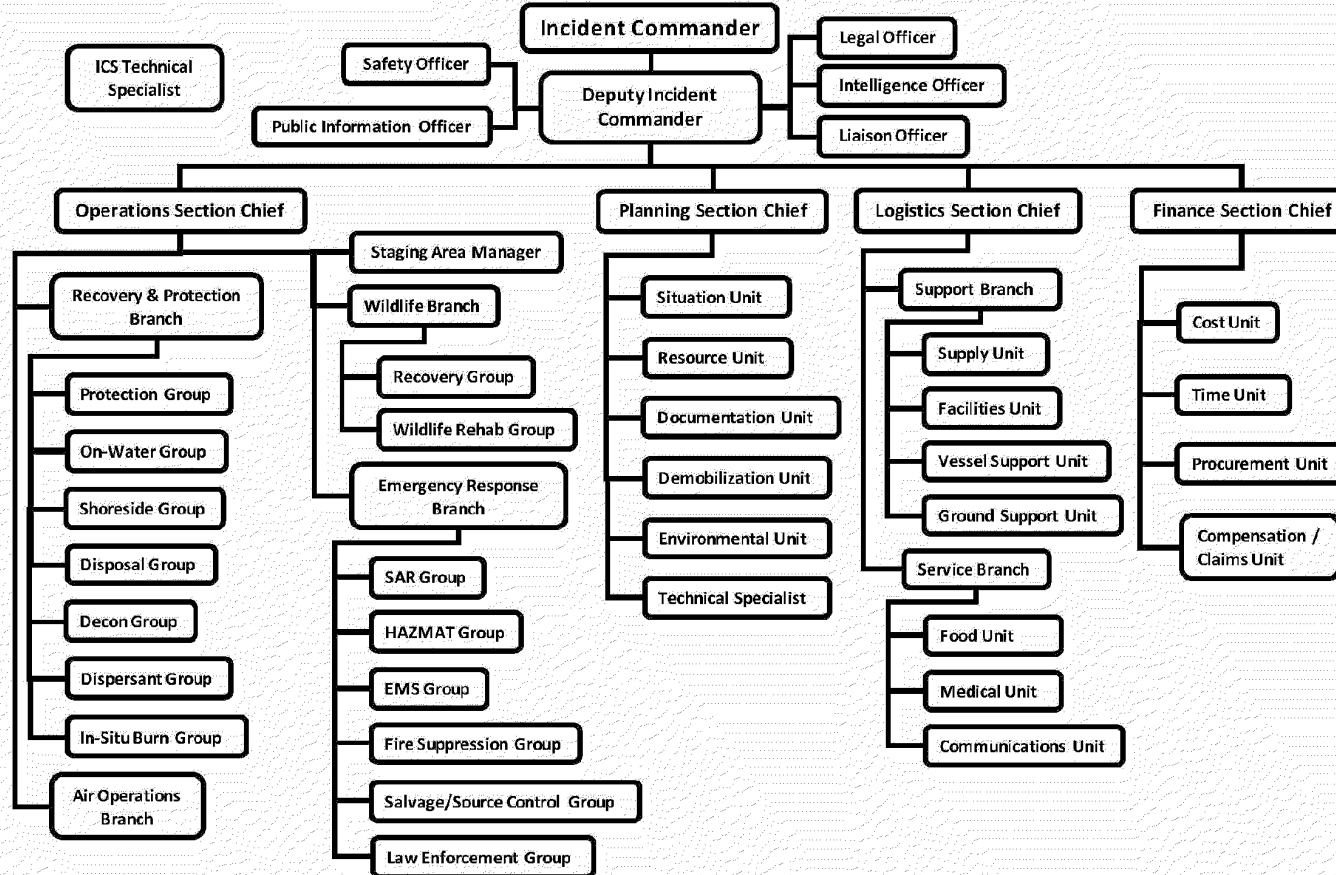 Incident Commander
ICS Technical
Specialist
Safety Officer
Public Information Officer
Deputy Incident
Commander
Legal Officer
Intelligence Officer
Liaison Officer
Operations Section Chief
Planning Section Chief
Logistics Section Chief
Finance Section Chief
Recovery & Protection
Branch
Protection Group
On-Water Group
Shoreside Group
Disposal Group
Decon Group
Dispersant Group
In-Situ Burn Group
Air Operations
Branch
Staging Area Manager
Wildlife Branch
Recovery Group
Wildlife Rehab Group
Emergency Response
Branch
SAR Group
HAZMAT Group
EMS Group
Fire Suppression Group
Salvage/Source Control Group
Law Enforcement Group
Situation Unit
Resource Unit
Documentation Unit
Demobilization Unit
Environmental Unit
Technical Specialist
Support Branch
Supply Unit
Facilities Unit
Vessel Support Unit
Ground Support Unit
Service Branch
Food Unit
Medical Unit
Communications Unit
Cost Unit
Time Unit
Procurement Unit
Compensation /
Claims Unit